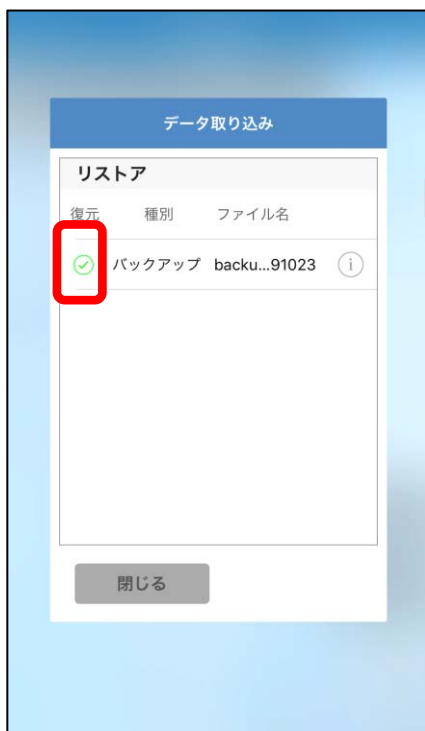 データ取り込み
リストア
復元 種別 ファイル名
バックアップ backu...91023
閉じる